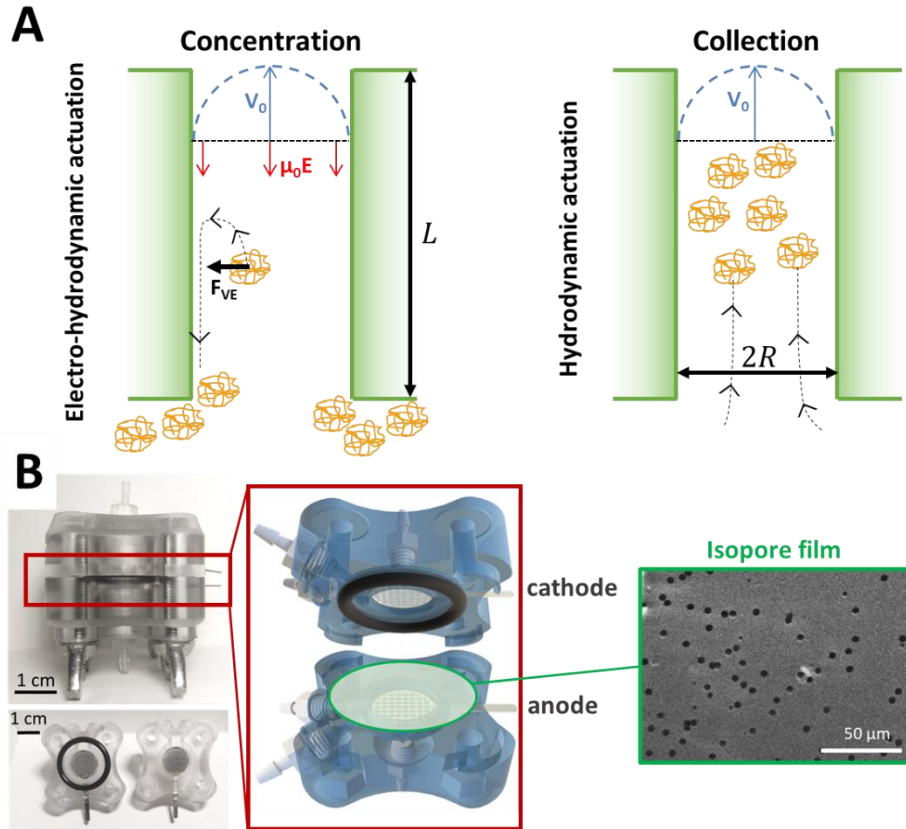 A
Concentration
Collection
Electro-hydrodynamic actuation
V₀
μ₀E
F_VE
L
Hydrodynamic actuation
V₀
2R
B
1 cm
1 cm
cathode
anode
Isopore film
50 μm